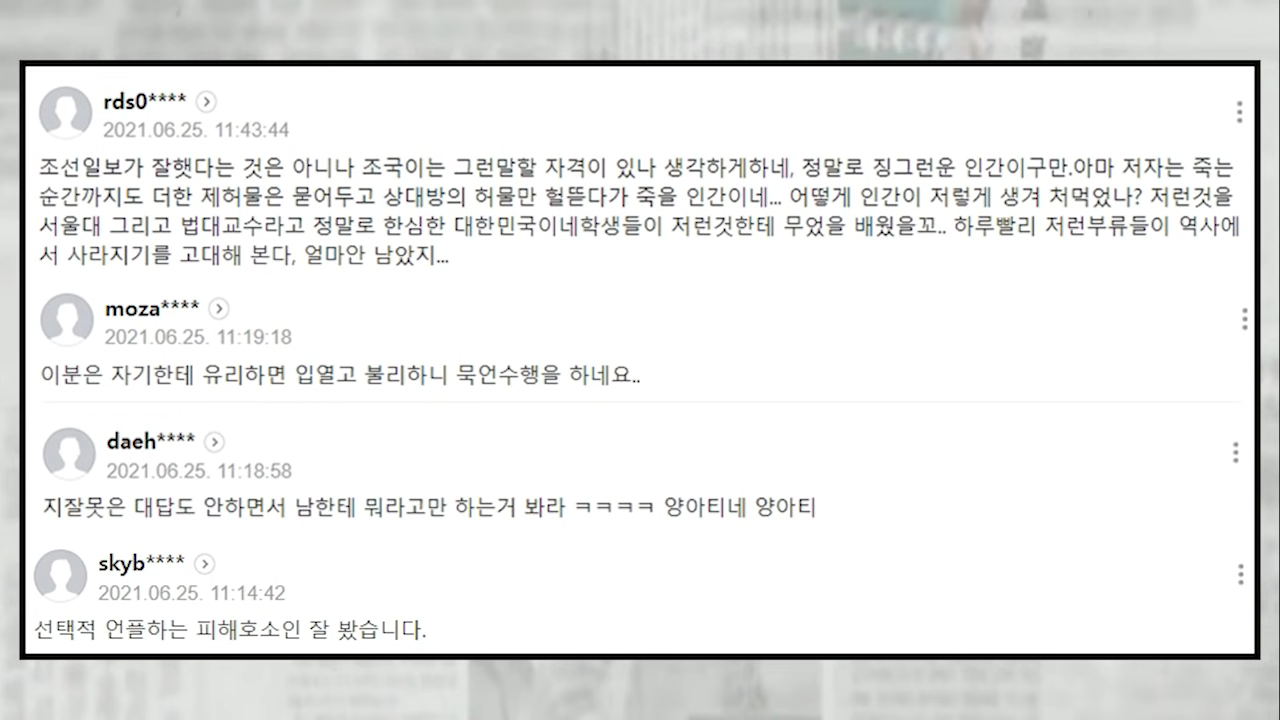 rds0****
2021.06.25. 11:43:44
조선일보가 잘햇다는 것은 아니나 조국이는 그런말할 자격이 있나 생각하게하네, 정말로 징그런운 인간이구만.아마 저자는 죽는
순간까지도 더한 제허물은 묻어두고 상대방의 허물만 헐뜯다가 죽을 인간이네... 어떻게 인간이 저렇게 생겨 처먹었나? 저런것을
서울대 그리고 법대교수라고 정말로 한심한 대한민국이네학생들이 저런것한테 무었을 배웠을꼬.. 하루빨리 저런부류들이 역사에
서 사라지기를 고대해 본다, 얼마안 남았지...
moza****
2021.06.25. 11:19:18
이분은 자기한테 유리하면 입열고 불리하니 묵언수행을 하네요..
daeh****
2021.06.25. 11:18:58
지잘못은 대답도 안하면서 남한테 뭐라고만 하는거 봐라 ㅋㅋㅋㅋ 양아티네 양아티
skyb****
2021.06.25. 11:14:42
선택적 언플하는 피해호소인 잘 봤습니다.